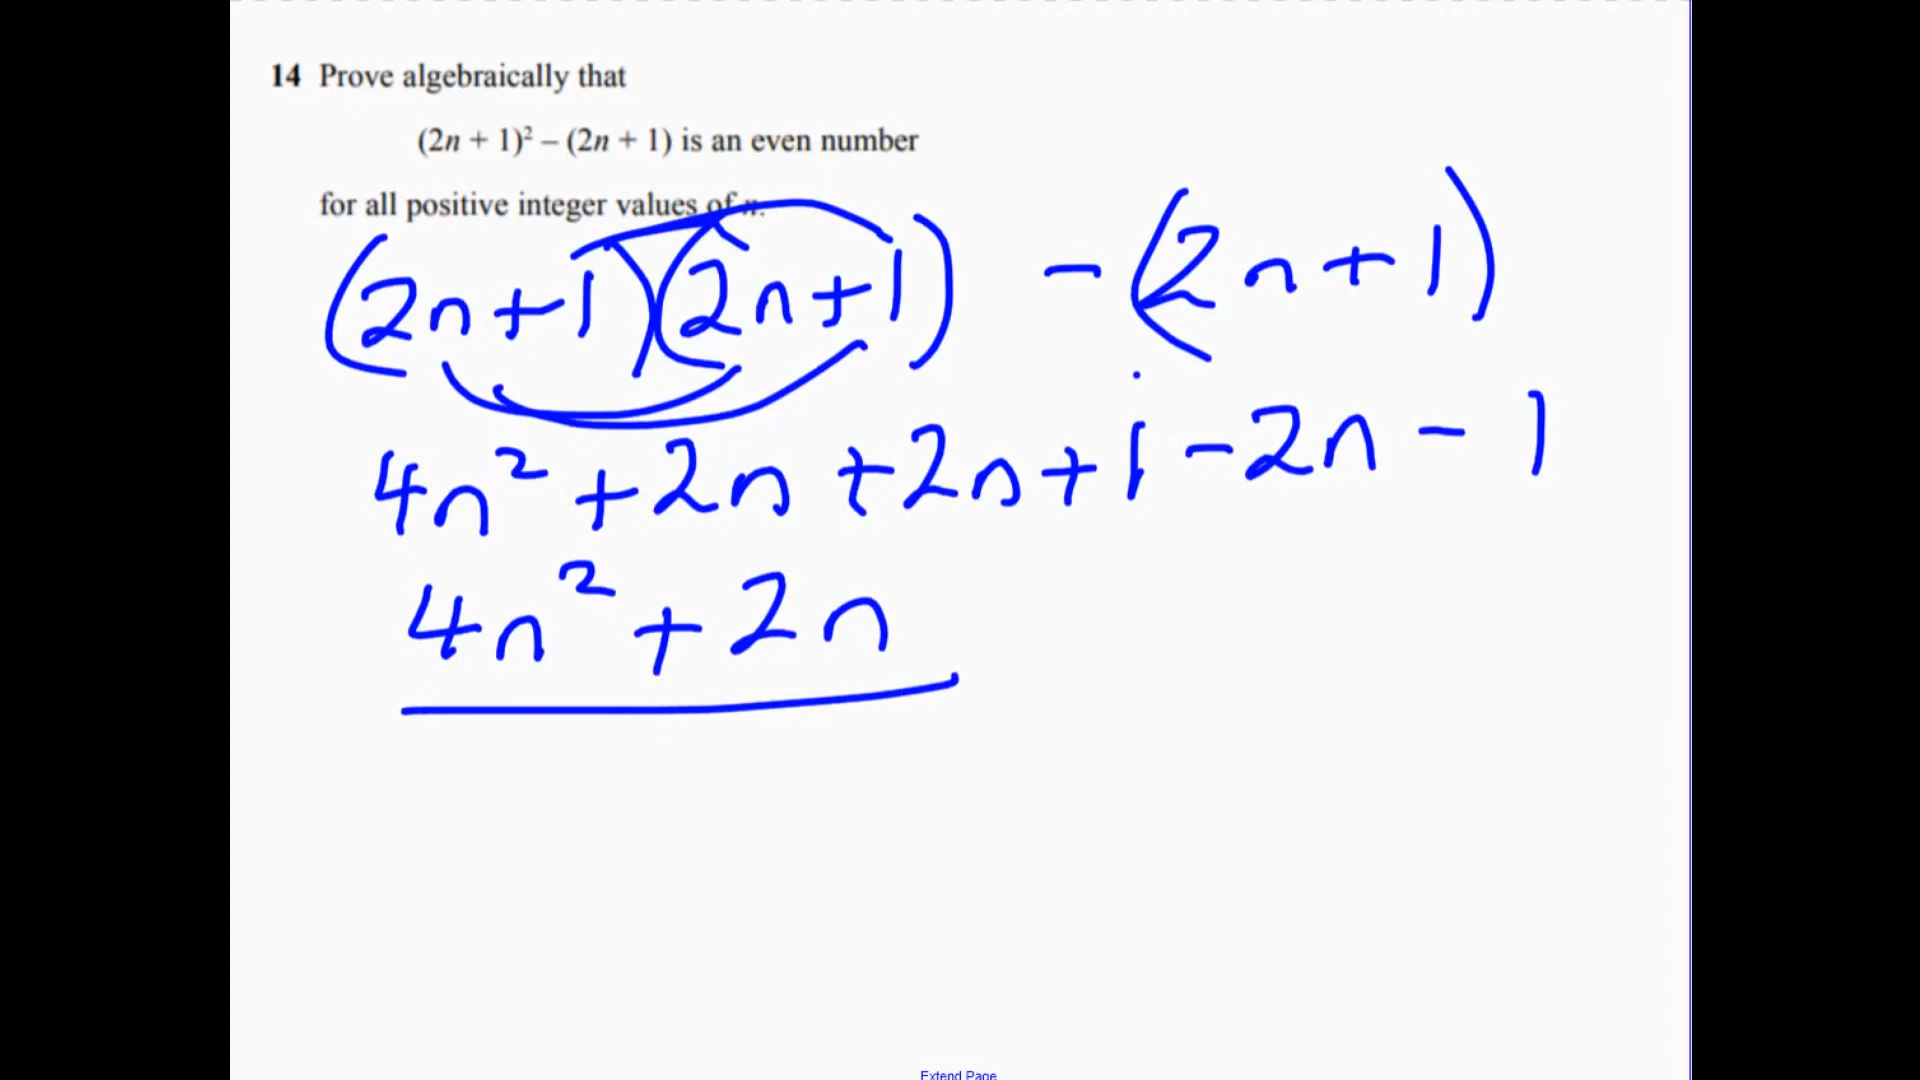 14 Prove algebraically that
(2n + 1)² – (2n + 1) is an even number
for all positive integer values of n.
(2n+1)(2n+1) -(2n+1)
4n² +2n +2n+1 -2n - 1
4n² + 2n
Extend Page